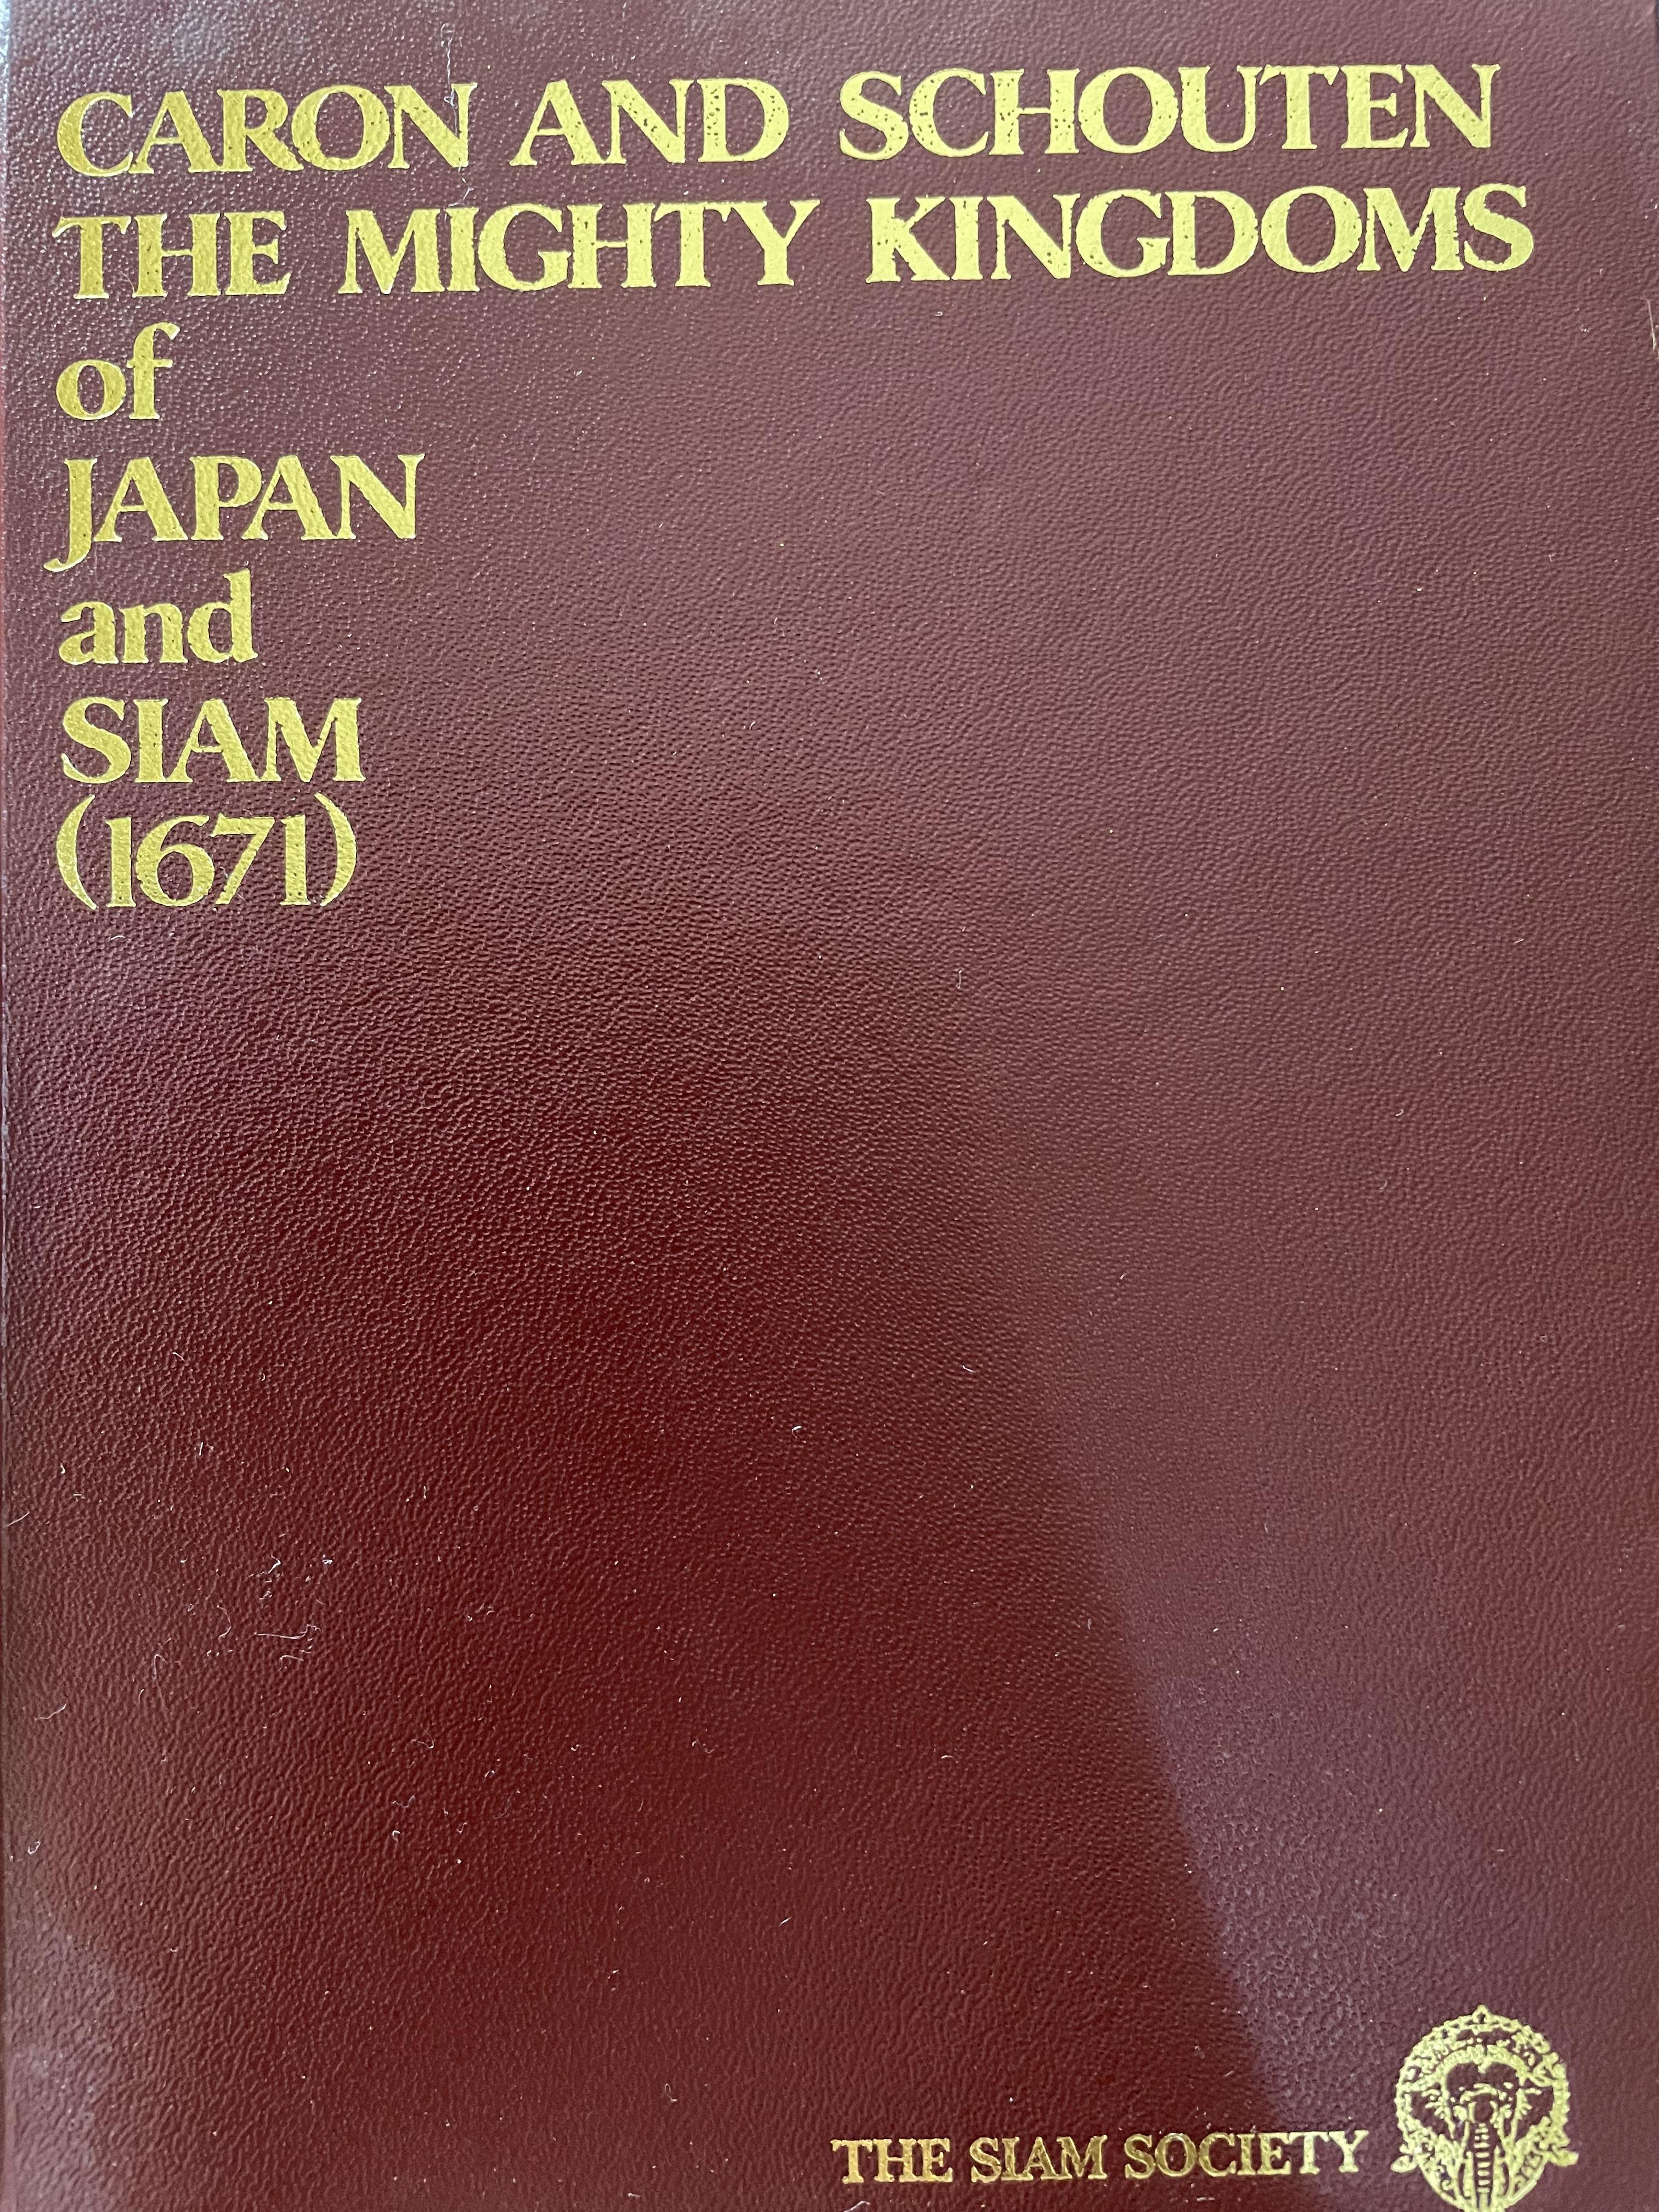 CARON AND SCHOUTEN
THE MIGHTY KINGDOMS
of
JAPAN
and
SIAM
(1671)
THE SIAM SOCIETY